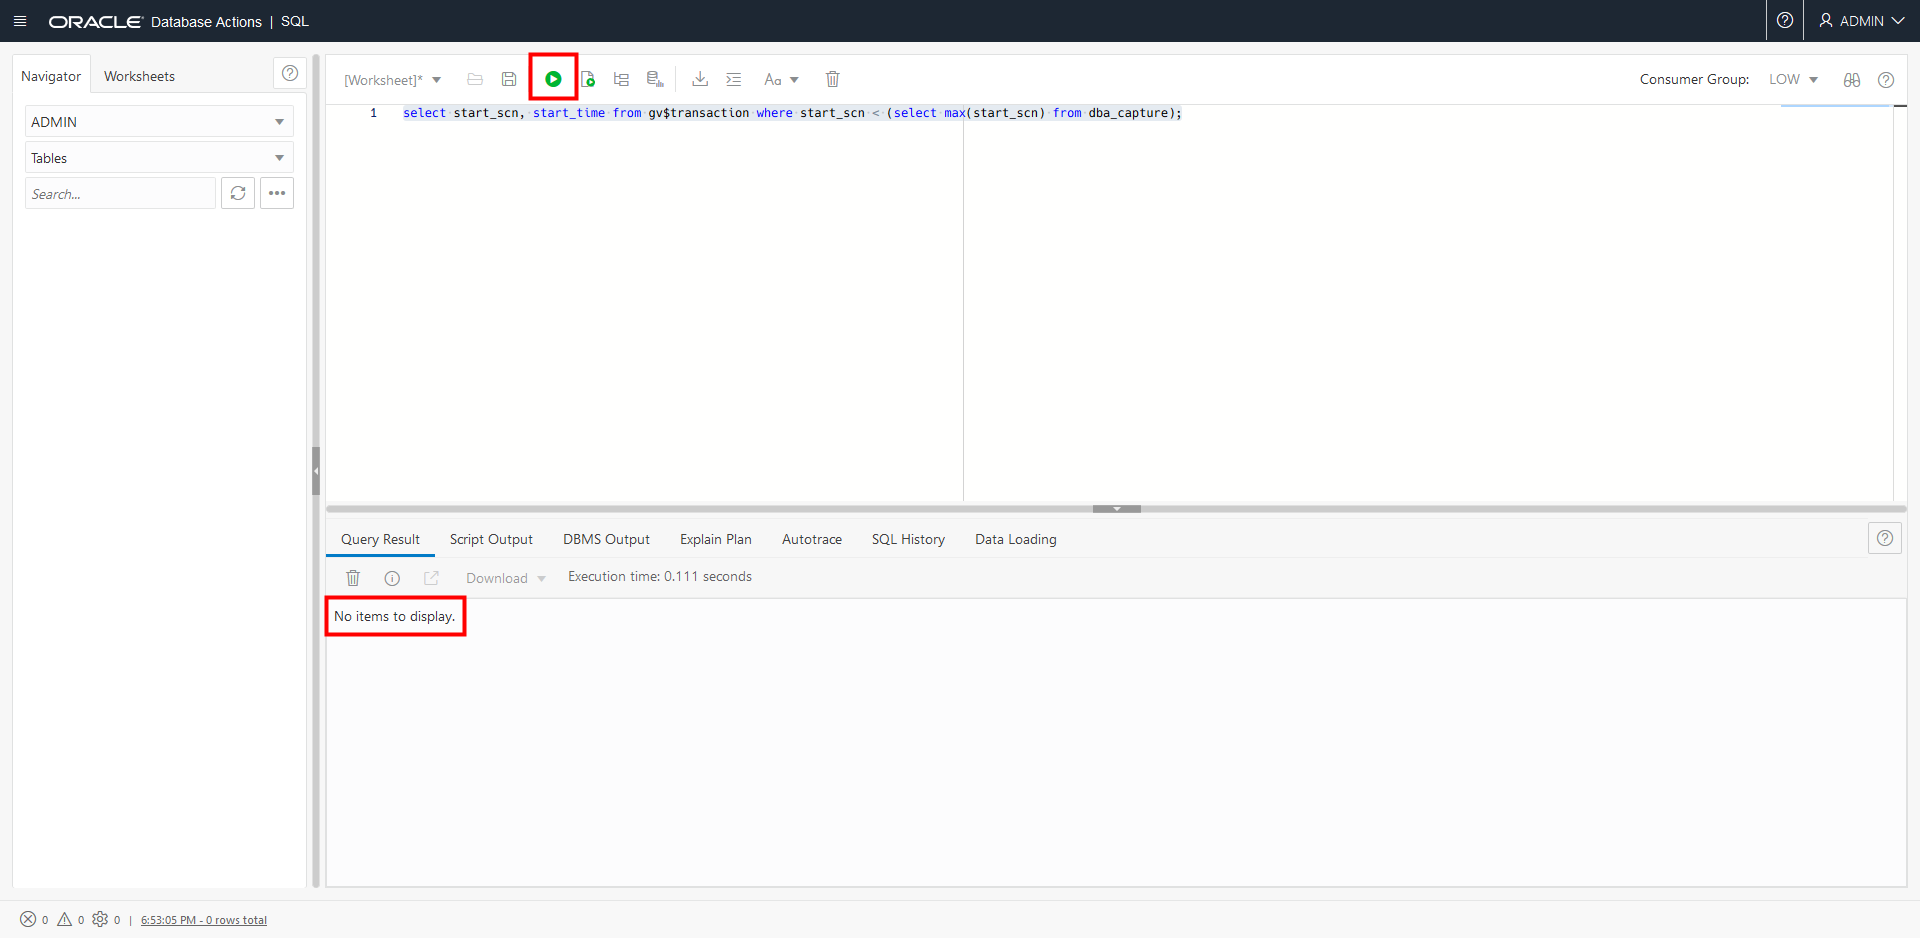 ORACLE Database Actions | SQL
ADMIN
Navigator
Worksheets
ADMIN
Tables
Search...
[Worksheet]*
Aa
Consumer Group: LOW
1 select start_scn, start_time from gv$transaction where start_scn < (select max(start_scn) from dba_capture);
Query Result
Script Output
DBMS Output
Explain Plan
Autotrace
SQL History
Data Loading
Download
Execution time: 0.111 seconds
No items to display.
0 0 0 | 6:53:05 PM - 0 rows total